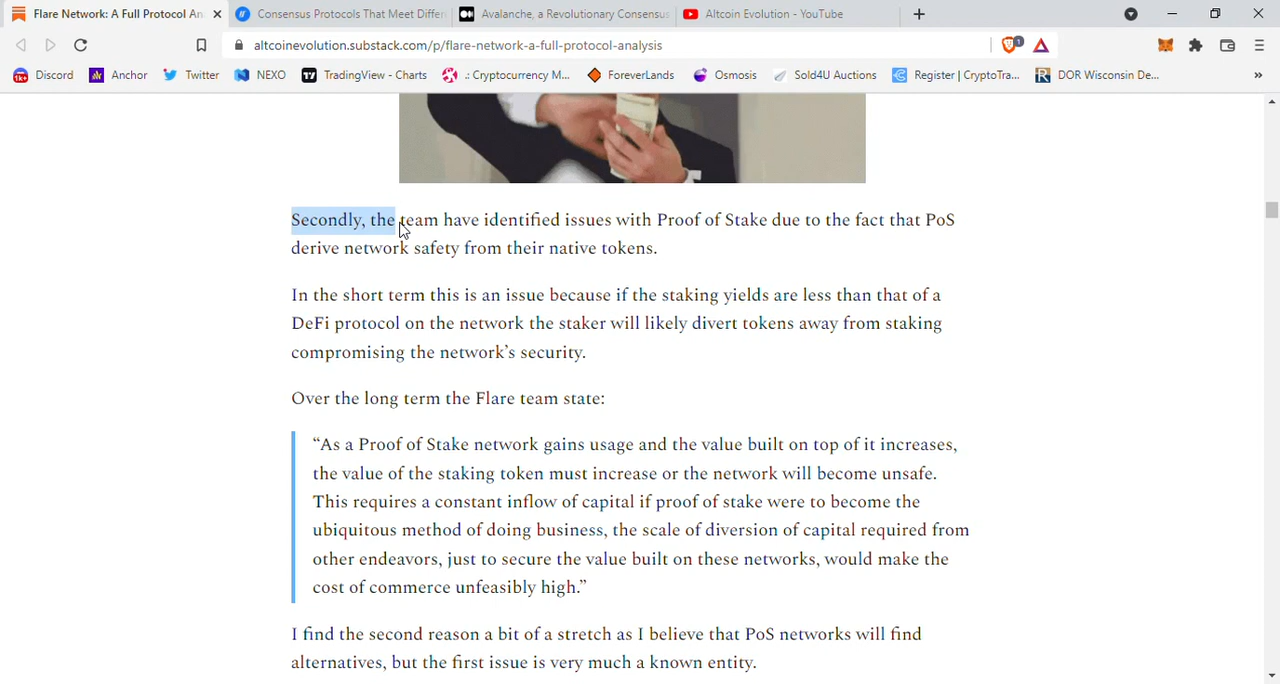 Flare Network: A Full Protocol An
Consensus Protocols That Meet Differ
Avalanche, a Revolutionary Consensus
Altcoin Evolution - YouTube
altcoinevolution.substack.com/p/flare-network-a-full-protocol-analysis
1
Discord
Anchor
Twitter
NEXO
TradingView - Charts
.: Cryptocurrency M...
ForeverLands
Osmosis
Sold4U Auctions
Register | CryptoTra...
DOR Wisconsin De...
»
Secondly, the team have identified issues with Proof of Stake due to the fact that PoS
derive network safety from their native tokens.
In the short term this is an issue because if the staking yields are less than that of a
DeFi protocol on the network the staker will likely divert tokens away from staking
compromising the network’s security.
Over the long term the Flare team state:
“As a Proof of Stake network gains usage and the value built on top of it increases,
the value of the staking token must increase or the network will become unsafe.
This requires a constant inflow of capital if proof of stake were to become the
ubiquitous method of doing business, the scale of diversion of capital required from
other endeavors, just to secure the value built on these networks, would make the
cost of commerce unfeasibly high.”
I find the second reason a bit of a stretch as I believe that PoS networks will find
alternatives, but the first issue is very much a known entity.